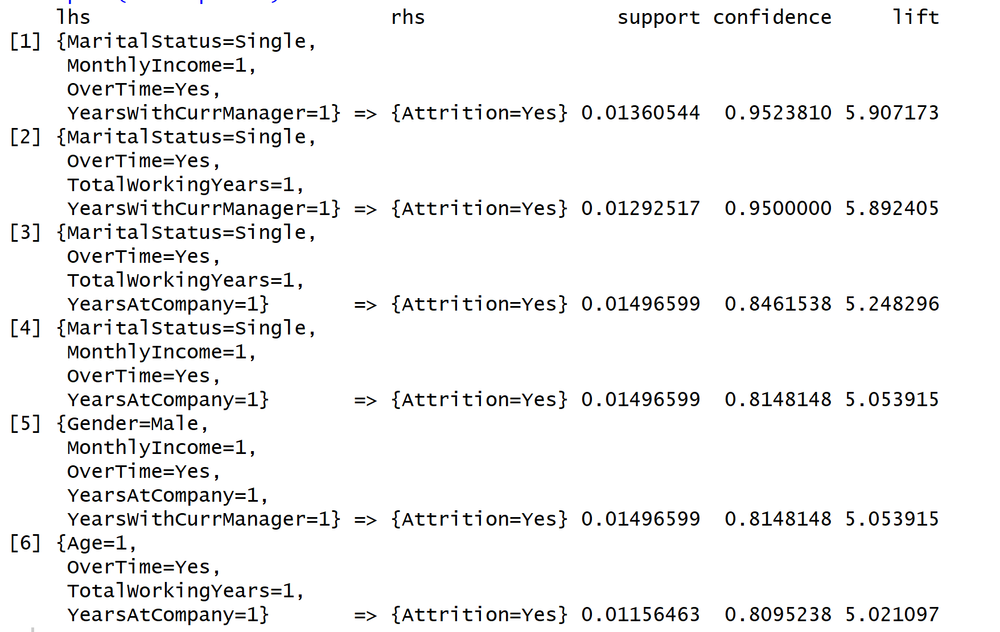 lhs rhs support confidence lift
[1] {MaritalStatus=Single,
MonthlyIncome=1,
OverTime=Yes,
YearsWithCurrManager=1} => {Attrition=Yes} 0.01360544 0.9523810 5.907173
[2] {MaritalStatus=Single,
OverTime=Yes,
TotalWorkingYears=1,
YearsWithCurrManager=1} => {Attrition=Yes} 0.01292517 0.9500000 5.892405
[3] {MaritalStatus=Single,
OverTime=Yes,
TotalWorkingYears=1,
YearsAtCompany=1} => {Attrition=Yes} 0.01496599 0.8461538 5.248296
[4] {MaritalStatus=Single,
MonthlyIncome=1,
OverTime=Yes,
YearsAtCompany=1} => {Attrition=Yes} 0.01496599 0.8148148 5.053915
[5] {Gender=Male,
MonthlyIncome=1,
OverTime=Yes,
YearsAtCompany=1,
YearsWithCurrManager=1} => {Attrition=Yes} 0.01496599 0.8148148 5.053915
[6] {Age=1,
OverTime=Yes,
TotalWorkingYears=1,
YearsAtCompany=1} => {Attrition=Yes} 0.01156463 0.8095238 5.021097